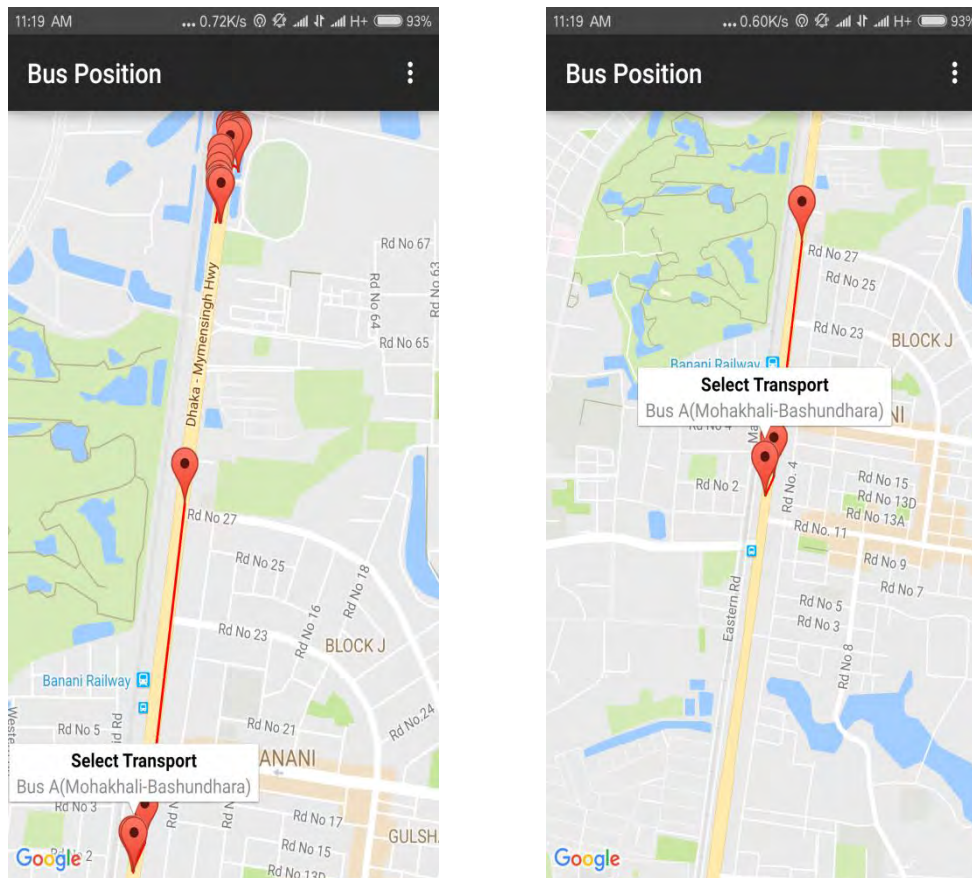 11:19 AM
... 0.72K/s
H+
93%
Bus Position
Rd No 67
Rd No 63
Rd No 64
Dhaka - Mymensingh Hwy
Rd No 65
Rd No 27
Rd No 25
Rd No 18
Rd No 16
Rd No 23
BLOCK J
Banani Railway
Rd No.24
Rd No 21
Rd No 5
Select Transport
Bus A(Mohakhali-Bashundhara)
ANANI
Rd No 3
Rd No 17
GULSH
Rd No 15
Rd No 13D
Google
11:19 AM
... 0.60K/s
H+
93%
Bus Position
Rd No 27
Rd No 25
Rd No 23
BLOCK J
Banani Railway
Select Transport
Bus A(Mohakhali-Bashundhara)
NI
Rd No 2
Rd No. 4
Rd No 15
Rd No 13D
Rd No 13A
Rd No. 11
Rd No 9
Rd No 7
Eastern Rd
Rd No 5
Rd No 3
Rd No 8
Google